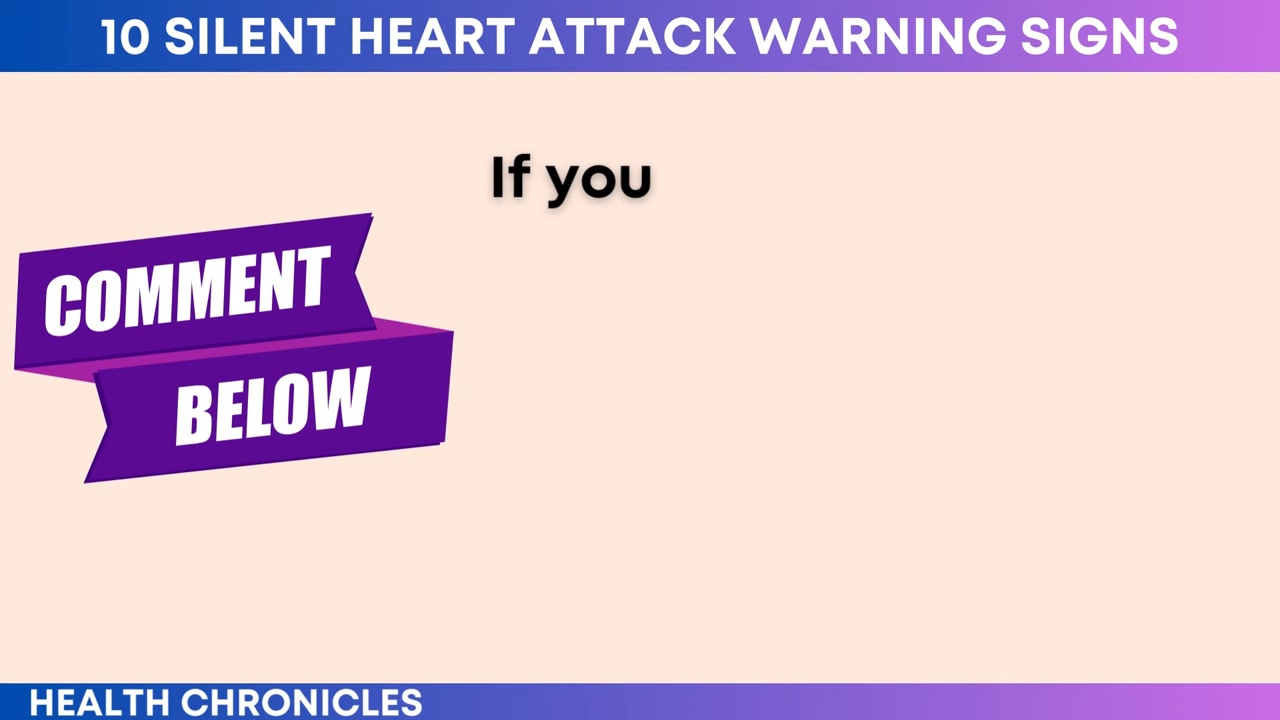 10 SILENT HEART ATTACK WARNING SIGNS
If you
COMMENT
BELOW
HEALTH CHRONICLES